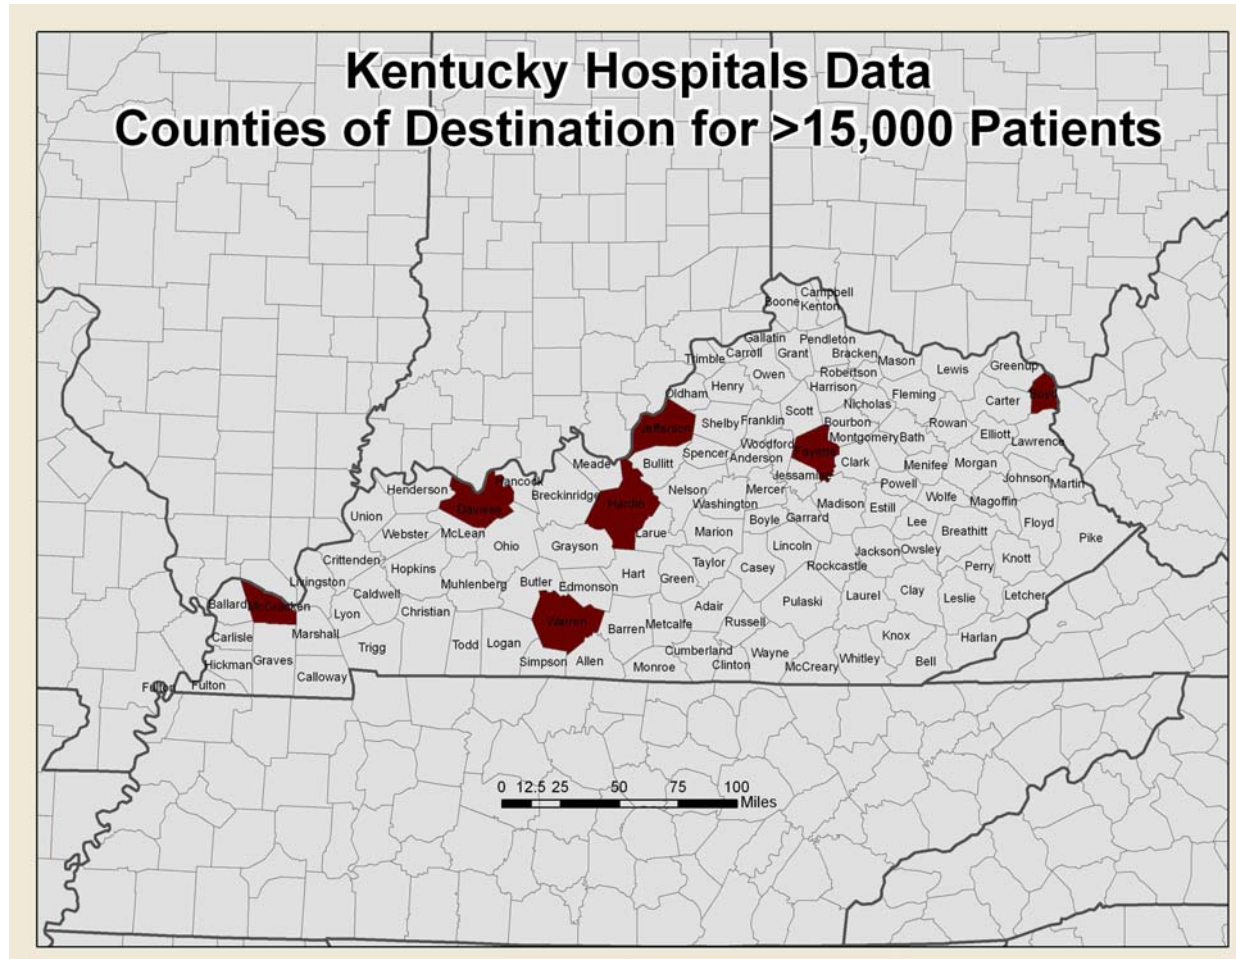 Kentucky Hospitals Data
Counties of Destination for >15,000 Patients
Campbell
Boone
Kenton
Gallatin
Pendleton
Trimble
Carroll
Grant
Bracken
Mason
Lewis
Greenup
Owen
Robertson
Henry
Harrison
Oldham
Fleming
Boyd
Carter
Nicholas
Scott
Jefferson
Shelby
Franklin
Bourbon
Rowan
Elliott
Lawrence
Woodford
Montgomery
Bath
Fayette
Spencer
Anderson
Clark
Menifee
Morgan
Meade
Bullitt
Jessamine
Johnson
Martin
Hancock
Henderson
Breckinridge
Nelson
Mercer
Powell
Wolfe
Magoffin
Daviess
Hardin
Washington
Madison
Estill
Union
Webster
McLean
Larue
Marion
Boyle
Garrard
Lee
Breathitt
Floyd
Pike
Ohio
Grayson
Lincoln
Jackson
Owsley
Crittenden
Hopkins
Taylor
Casey
Rockcastle
Perry
Knott
Livingston
Muhlenberg
Butler
Edmonson
Hart
Green
Caldwell
Laurel
Clay
Leslie
Letcher
Ballard
McCracken
Lyon
Christian
Adair
Pulaski
Warren
Barren
Metcalfe
Russell
Carlisle
Marshall
Trigg
Todd
Logan
Knox
Harlan
Hickman
Graves
Simpson
Allen
Monroe
Cumberland
Clinton
Wayne
McCreary
Whitley
Bell
Calloway
Fulton
Fulton
0 12.5 25 50 75 100
Miles